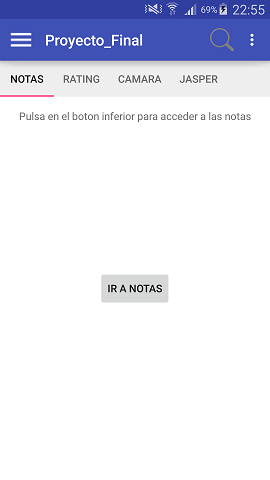 69% 22:55
Proyecto_Final
NOTAS RATING CAMARA JASPER
Pulsa en el boton inferior para acceder a las notas
IR A NOTAS